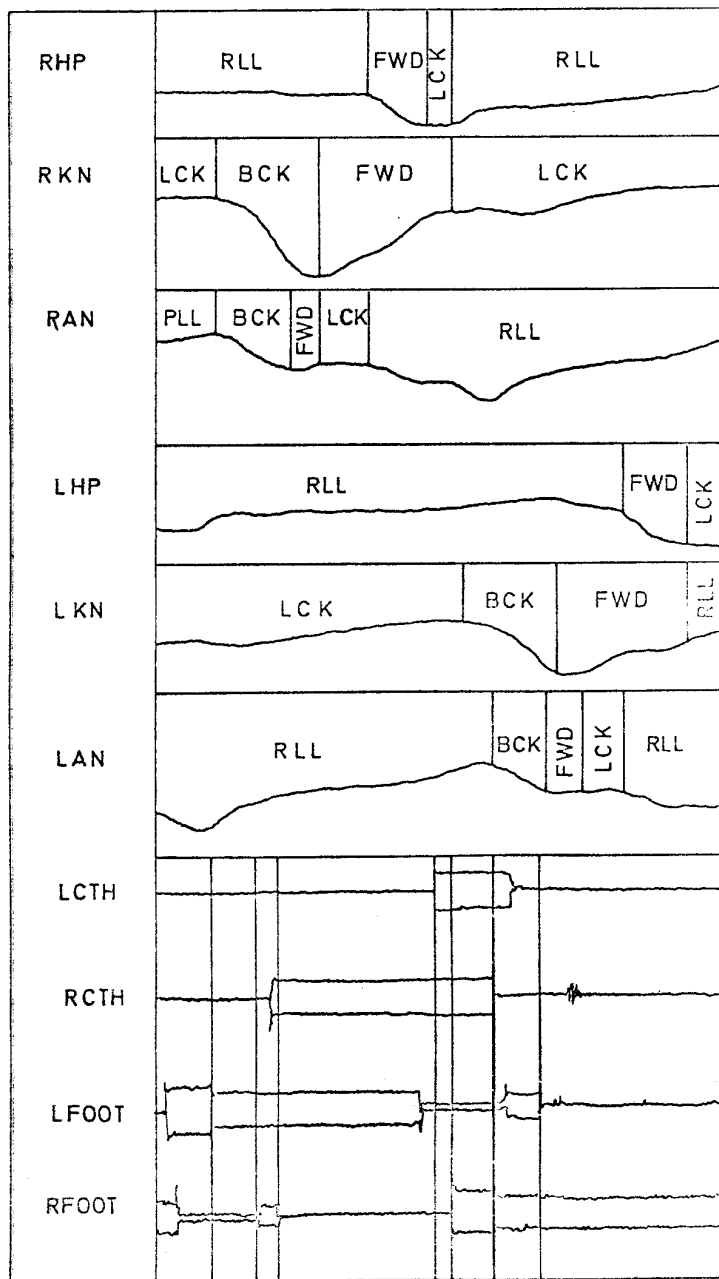 RHP RLL FWD LCK RLL
RKN LCK BCK FWD LCK
RAN PLL BCK FWD LCK RLL
LHP RLL FWD LCK
LKN LCK BCK FWD RLL
LAN RLL BCK FWD LCK RLL
LCTH
RCTH
LFOOT
RFOOT